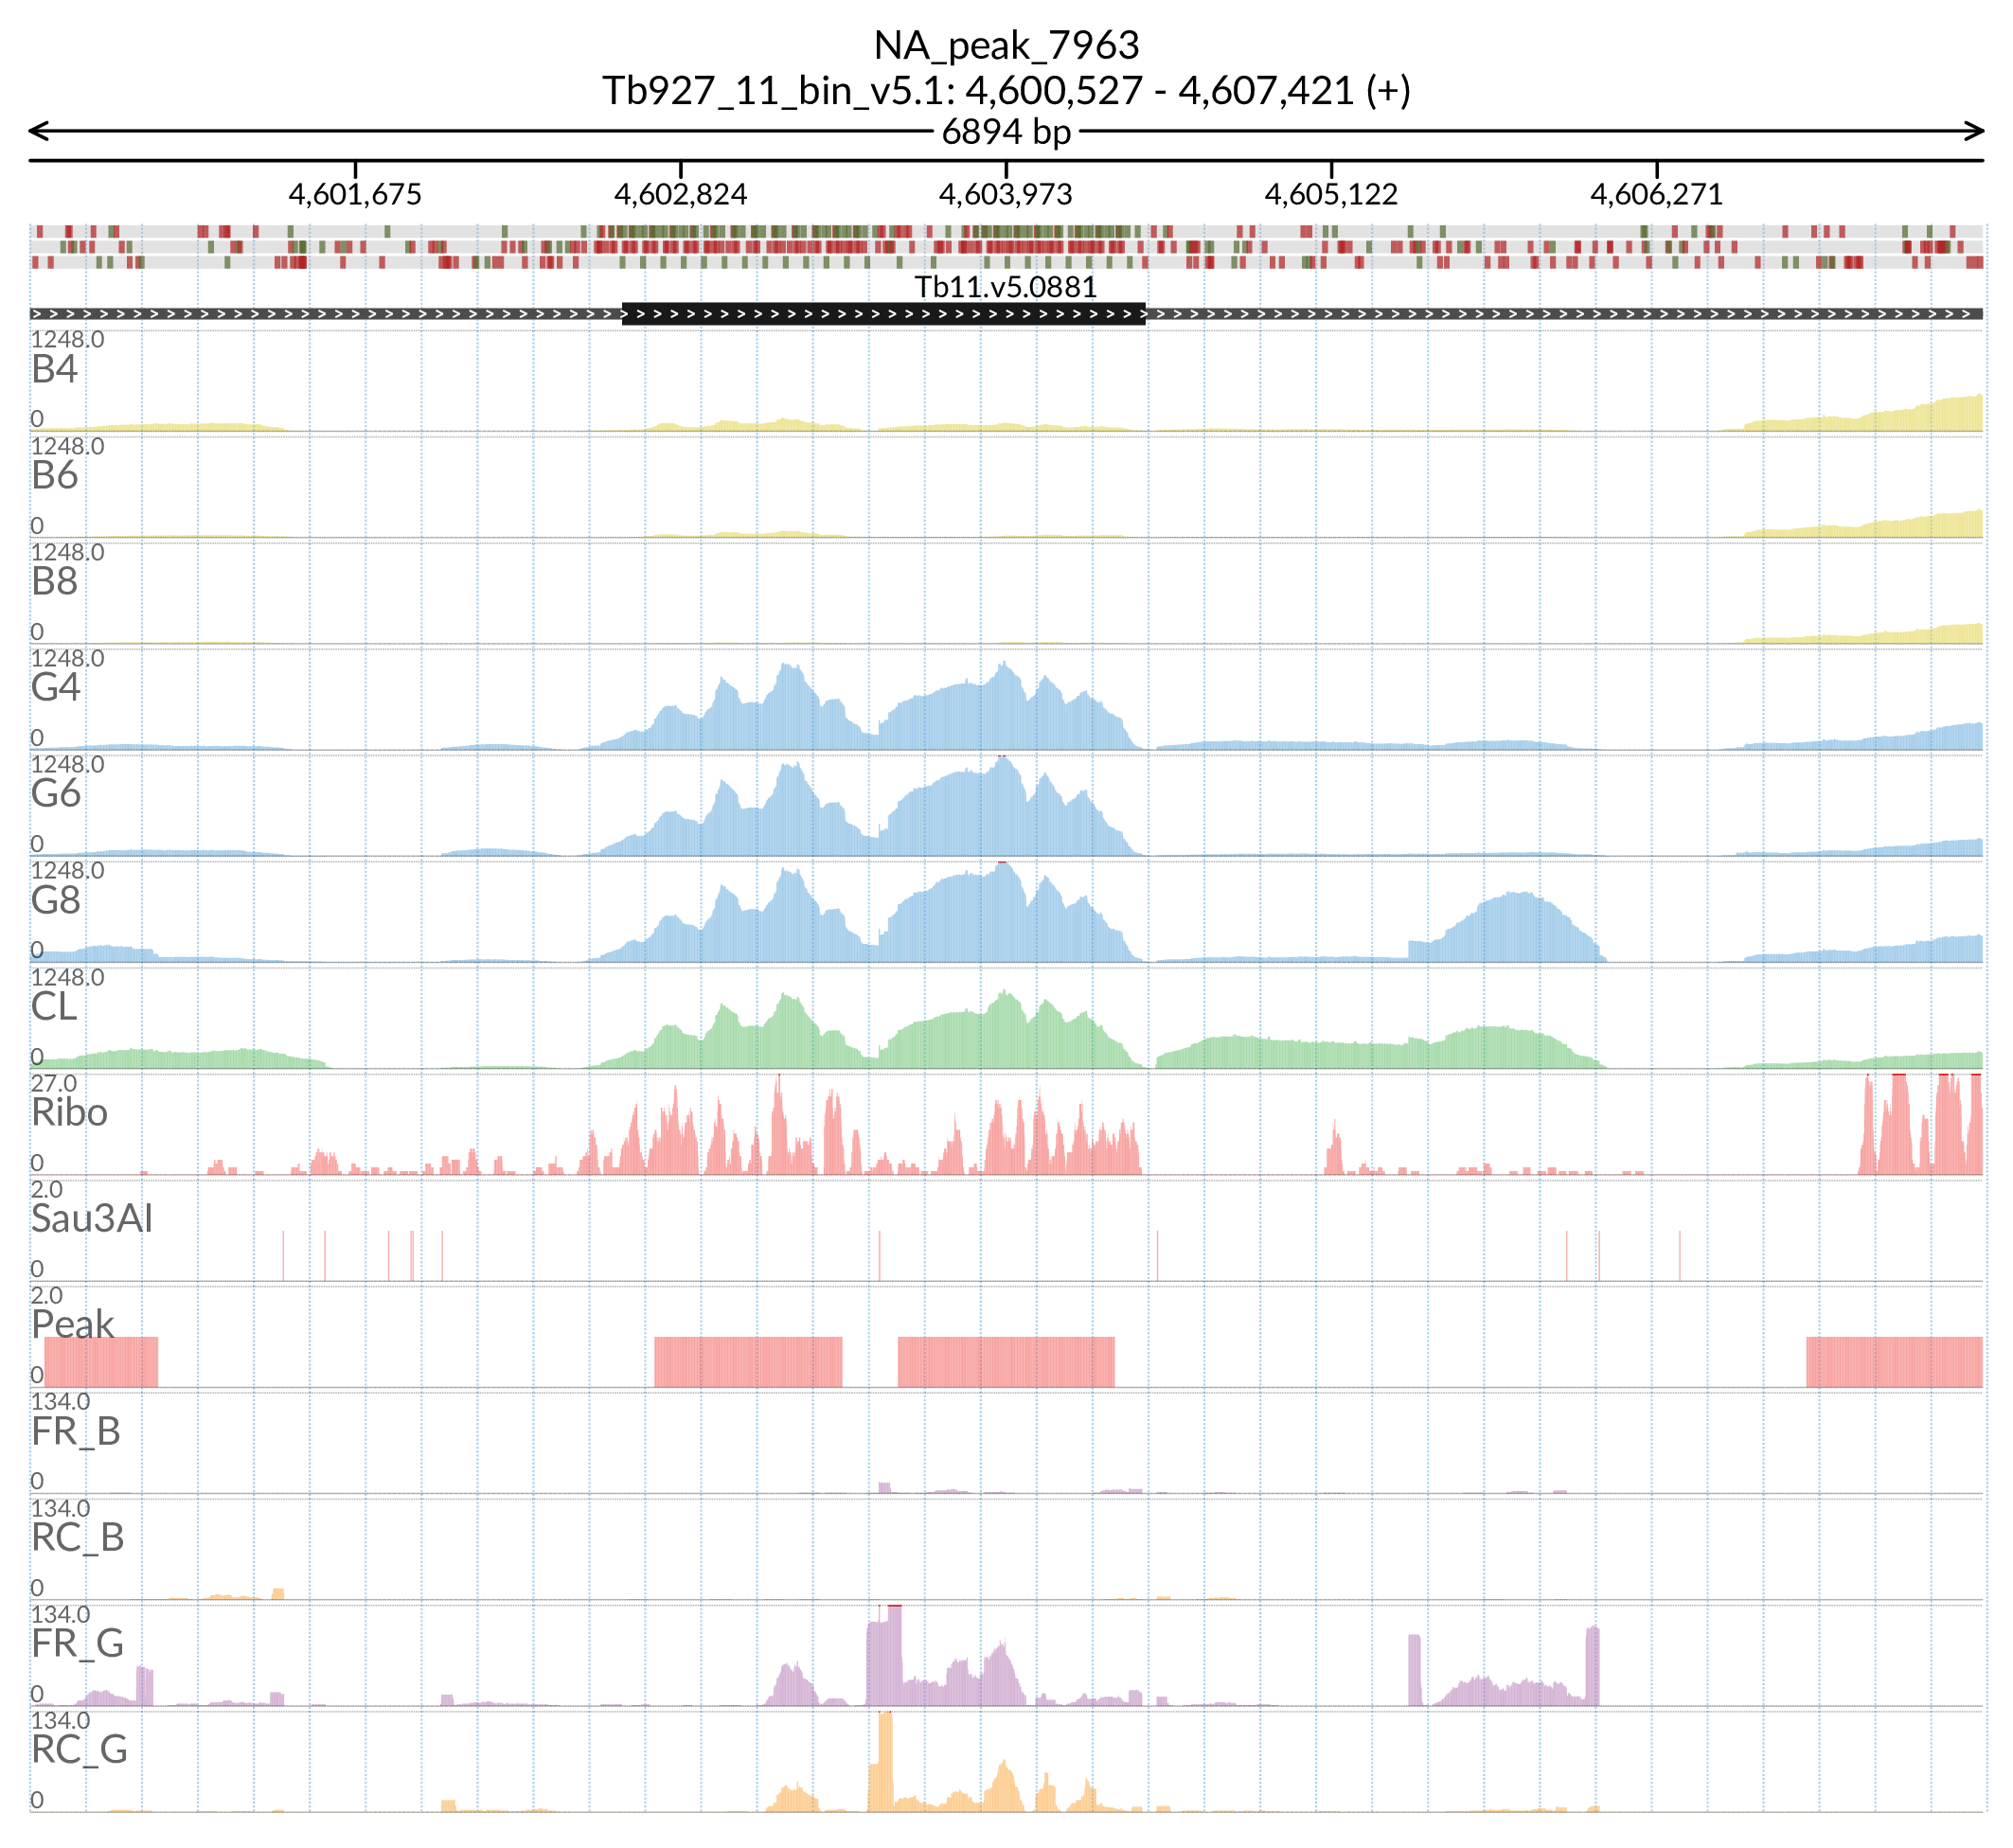 NA_peak_7963
Tb927_11_bin_v5.1: 4,600,527 - 4,607,421 (+)
6894 bp
4,601,675 4,602,824 4,603,973 4,605,122 4,606,271
Tb11.v5.0881
1248.0
B4
0
1248.0
B6
0
1248.0
B8
0
1248.0
G4
0
1248.0
G6
0
1248.0
G8
0
1248.0
CL
0
27.0
Ribo
0
2.0
Sau3AI
0
2.0
Peak
0
134.0
FR_B
0
134.0
RC_B
0
134.0
FR_G
0
134.0
RC_G
0